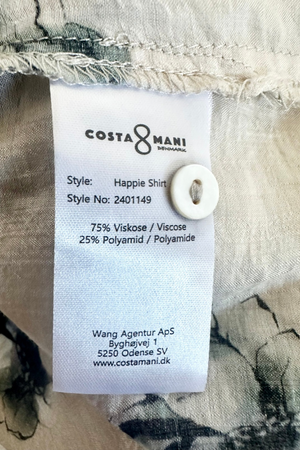 COSTA MANI
DENMARK
Style: Happie Shirt
Style No: 2401149
75% Viskose / Viscose
25% Polyamid / Polyamide
Wang Agentur ApS
Byghøjvej 1
5250 Odense SV
www.costamani.dk